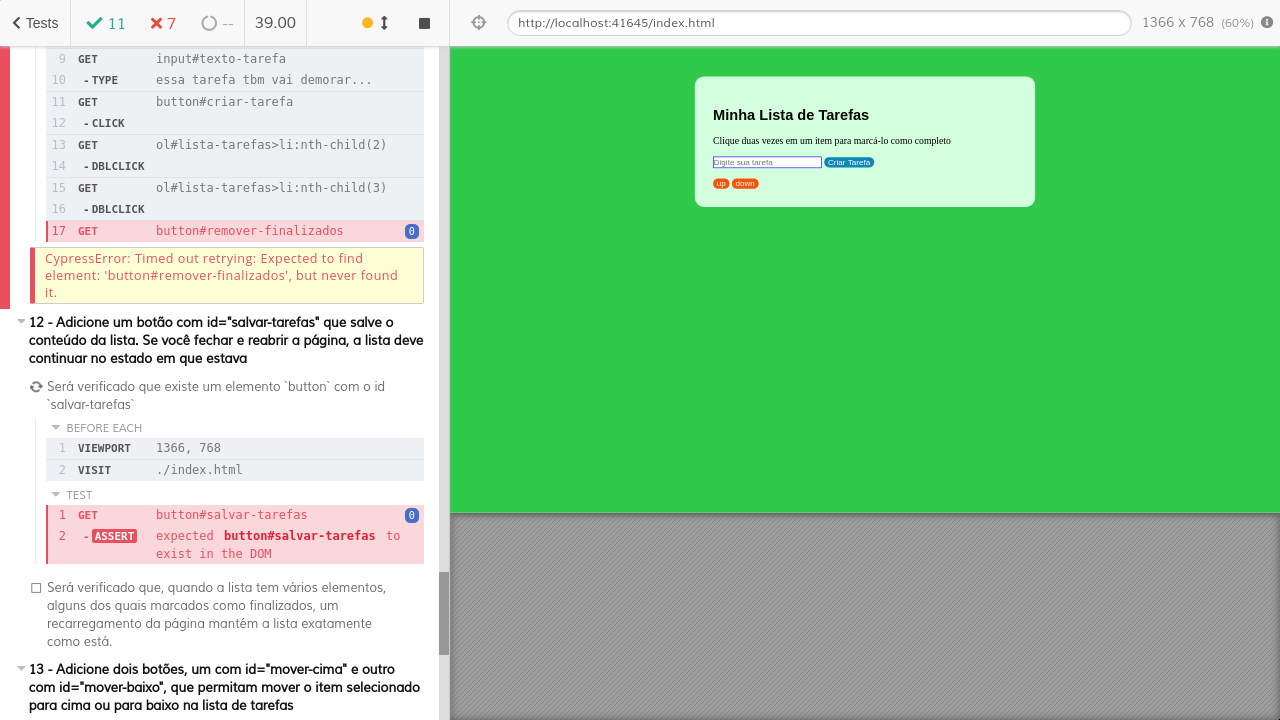 Tests 11 7 -- 39.00 http://localhost:41645/index.html 1366 x 768 (60%)
9 GET input#texto-tarefa
10 - TYPE essa tarefa tbm vai demorar...
11 GET button#criar-tarefa
12 - CLICK
13 GET ol#lista-tarefas>li:nth-child(2)
14 - DBLCLICK
15 GET ol#lista-tarefas>li:nth-child(3)
16 - DBLCLICK
17 GET button#remover-finalizados 0
CypressError: Timed out retrying: Expected to find
element: 'button#remover-finalizados', but never found
it.
12 - Adicione um botão com id="salvar-tarefas" que salve o
conteúdo da lista. Se você fechar e reabrir a página, a lista deve
continuar no estado em que estava
Será verificado que existe um elemento `button` com o id
`salvar-tarefas`
BEFORE EACH
1 VIEWPORT 1366, 768
2 VISIT ./index.html
TEST
1 GET button#salvar-tarefas 0
2 - ASSERT expected button#salvar-tarefas to
exist in the DOM
Será verificado que, quando a lista tem vários elementos,
alguns dos quais marcados como finalizados, um
recarregamento da página mantém a lista exatamente
como está.
13 - Adicione dois botões, um com id="mover-cima" e outro
com id="mover-baixo", que permitam mover o item selecionado
para cima ou para baixo na lista de tarefas
Minha Lista de Tarefas
Clique duas vezes em um item para marcá-lo como completo
Digite sua tarefa Criar Tarefa
up down